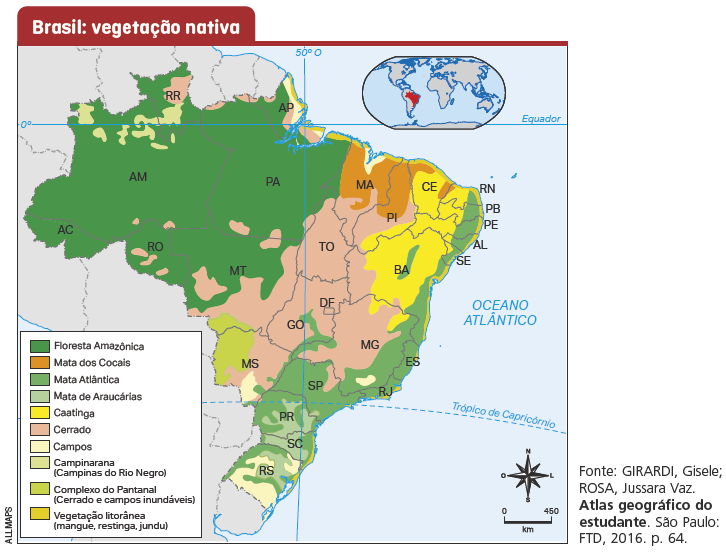 Brasil: vegetação nativa
50º O
RR
AP
0º
Equador
AM
PA
MA
CE
RN
PB
PE
AL
SE
PI
AC
RO
TO
MT
BA
DF
GO
OCEANO
ATLÂNTICO
MG
ES
MS
SP
RJ
Trópico de Capricórnio
PR
SC
RS
Floresta Amazônica
Mata dos Cocais
Mata Atlântica
Mata de Araucárias
Caatinga
Cerrado
Campos
Campinarana
(Campinas do Rio Negro)
Complexo do Pantanal
(Cerrado e campos inundáveis)
Vegetação litorânea
(mangue, restinga, jundu)
N
O
L
S
0 450
km
ALLMAPS
Fonte: GIRARDI, Gisele;
ROSA, Jussara Vaz.
Atlas geográfico do
estudante. São Paulo:
FTD, 2016. p. 64.